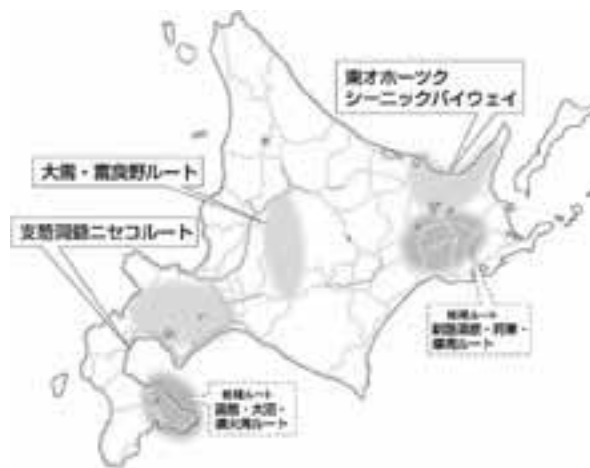 東オホーツク
シーニックバイウェイ
大雪・富良野ルート
支笏洞爺ニセコルート
候補ルート
釧路湿原・阿寒・
摩周ルート
候補ルート
函館・大沼・
噴火湾ルート